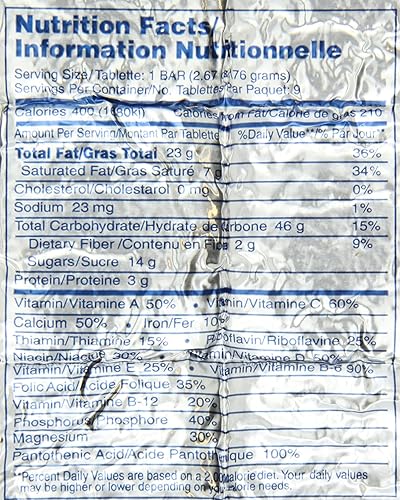 Nutrition Facts/
Information Nutritionnelle
Serving Size/Tablette: 1 BAR (2.67 76 grams)
Servings Per Container/No. Tablettes Par Paquet: 9
Calories 400 (1680kj) Calories from Fat/Calorie de gras 210
Amount Per Serving/Montant Par Tablette %Daily Value**/% Par Jour**
Total Fat/Gras Total 23 g 36%
Saturated Fat/Gras Saturé 7 g 34%
Cholesterol/Cholestarol 0 mg 0%
Sodium 23 mg 1%
Total Carbohydrate/Hydrate de Carbone 46 g 15%
Dietary Fiber/Contenu en Fibre 2 g 9%
Sugars/Sucre 14 g
Protein/Proteine 3 g
Vitamin/Vitamine A 50% • Vitamin/Vitamine C 60%
Calcium 50% • Iron/Fer 10%
Thiamin/Thiamine 15% • Riboflavin/Riboflavine 25%
Niacin/Niacine 30% Vitamin/Vitamine D 50%
Vitamin/Vitamine E 25% Vitamin/Vitamine B-6 90%
Folic Acid/Acide Folique 35%
Vitamin/Vitamine B-12 20%
Phosphorus/Phosphore 40%
Magnesium 30%
Pantothenic Acid/Acide Pantothenique 100%
*Percent Daily Values are based on a 2,000 calorie diet. Your daily values
may be higher or lower depending on your calorie needs.